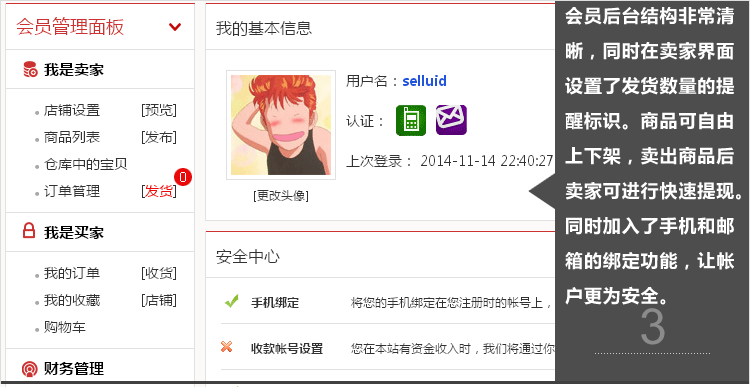 会员管理面板
我是卖家
店铺设置 [预览]
商品列表 [发布]
仓库中的宝贝
0
订单管理 [发货]
我是买家
我的订单 [收货]
我的收藏 [店铺]
购物车
财务管理
我的基本信息
用户名：selluid
认证：
上次登录： 2014-11-14 22:40:27
[更改头像]
安全中心
手机绑定 将您的手机绑定在您注册时的帐号上，
收款帐号设置 您在本站有资金收入时，我们将通过你
会员后台结构非常清
晰，同时在卖家界面
设置了发货数量的提
醒标识。商品可自由
上下架，卖出商品后
卖家可进行快速提现。
同时加入了手机和邮
箱的绑定功能，让帐
户更为安全。
3